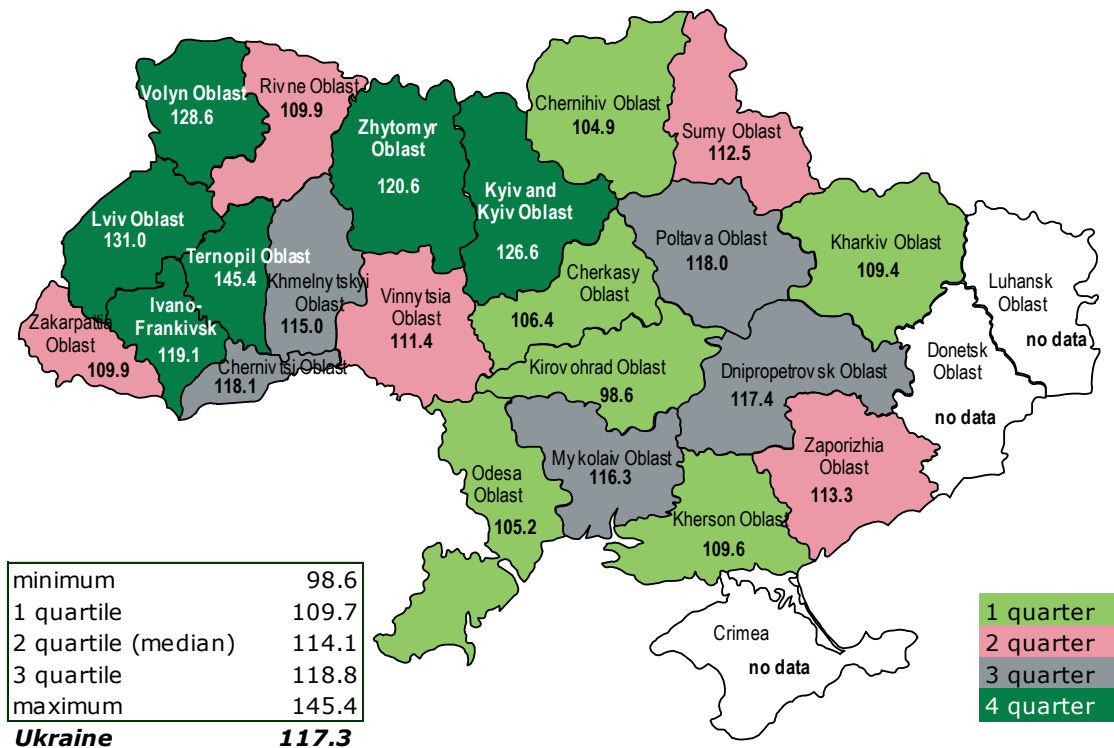 Volyn Oblast
128.6
Rivne Oblast
109.9
Zhytomyr
Oblast
120.6
Kyiv and
Kyiv Oblast
126.6
Chernihiv Oblast
104.9
Sumy Oblast
112.5
Lviv Oblast
131.0
Ternopil Oblast
145.4
Khmelnytskyi
Oblast
115.0
Ivano-
Frankivsk
119.1
Zakarpattia
Oblast
109.9
Chernivtsi Oblast
118.1
Vinnytsia
Oblast
111.4
Cherkasy
Oblast
106.4
Poltava Oblast
118.0
Kharkiv Oblast
109.4
Luhansk
Oblast
no data
Donetsk
Oblast
no data
Kirovohrad Oblast
98.6
Dnipropetrovsk Oblast
117.4
Zaporizhia
Oblast
113.3
Odesa
Oblast
105.2
Mykolaiv Oblast
116.3
Kherson Oblast
109.6
Crimea
no data
minimum 98.6
1 quartile 109.7
2 quartile (median) 114.1
3 quartile 118.8
maximum 145.4
Ukraine 117.3
1 quarter
2 quarter
3 quarter
4 quarter